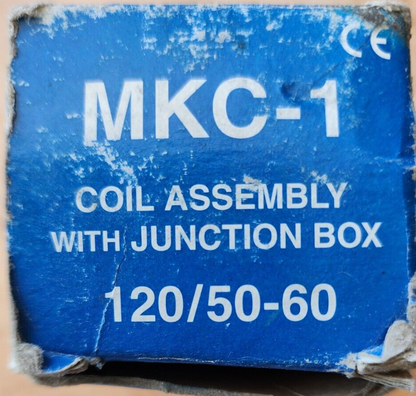 CE
MKC-1
COIL ASSEMBLY
WITH JUNCTION BOX
120/50-60